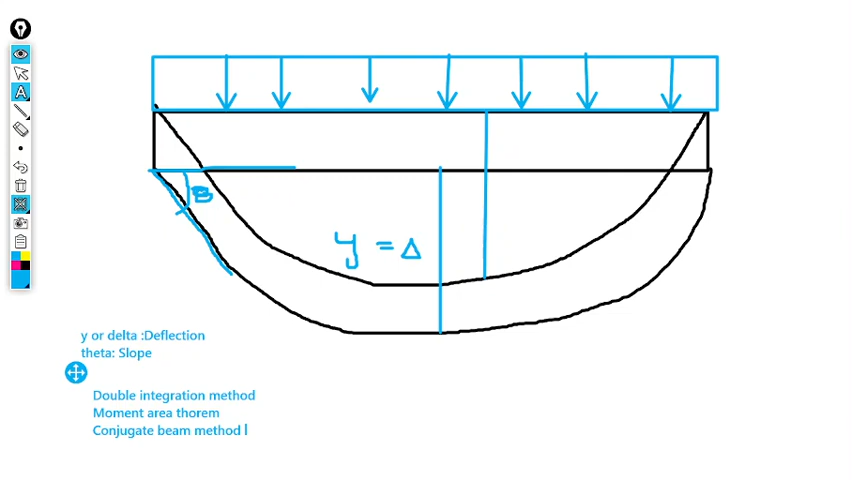 y = Δ
y or delta :Deflection
theta: Slope
Double integration method
Moment area thorem
Conjugate beam method